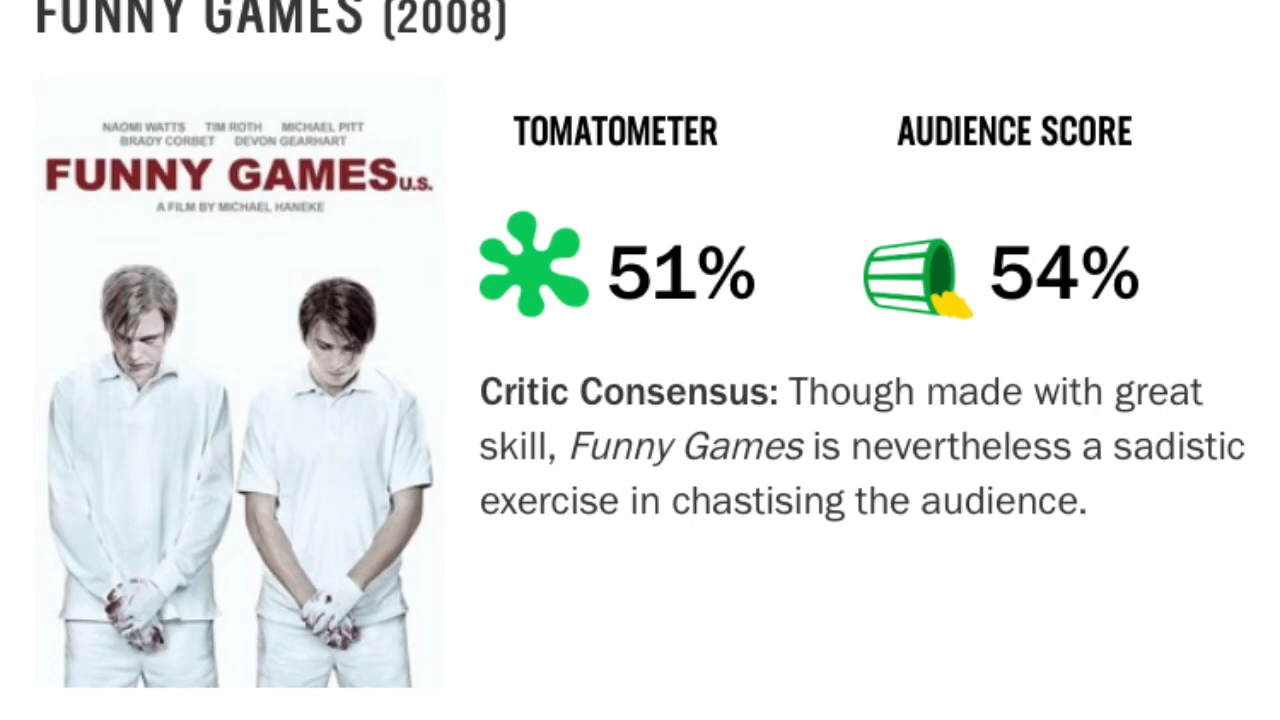 FUNNY GAMES (2008)
NAOMI WATTS TIM ROTH MICHAEL PITT
BRADY CORBET DEVON GEARHART
FUNNY GAMES U.S.
A FILM BY MICHAEL HANEKE
TOMATOMETER
AUDIENCE SCORE
51%
54%
Critic Consensus: Though made with great
skill, Funny Games is nevertheless a sadistic
exercise in chastising the audience.